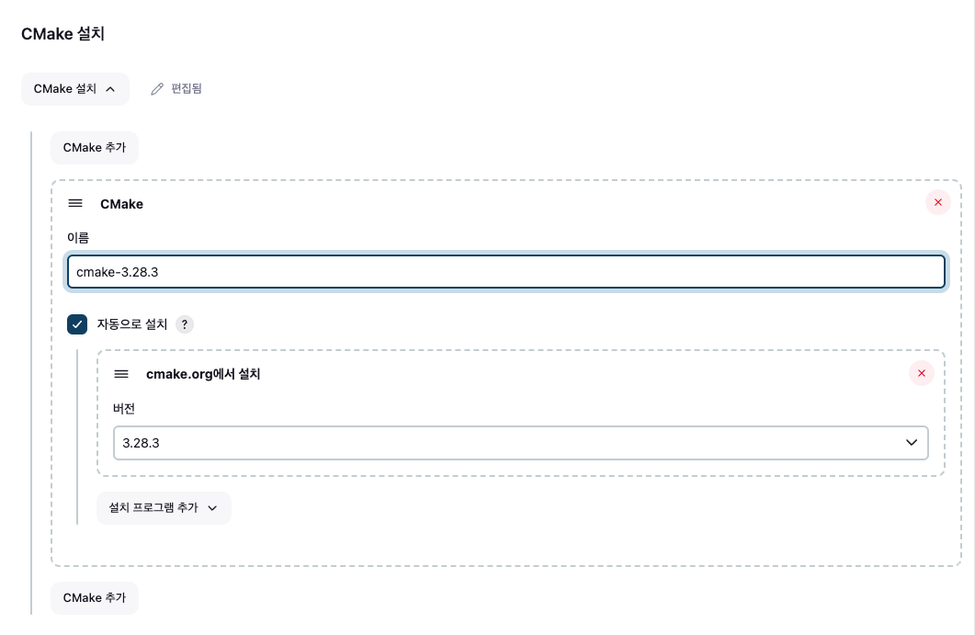 CMake 설치
CMake 설치
편집됨
CMake 추가
CMake
이름
cmake-3.28.3
자동으로 설치 ?
cmake.org에서 설치
버전
3.28.3
설치 프로그램 추가
CMake 추가